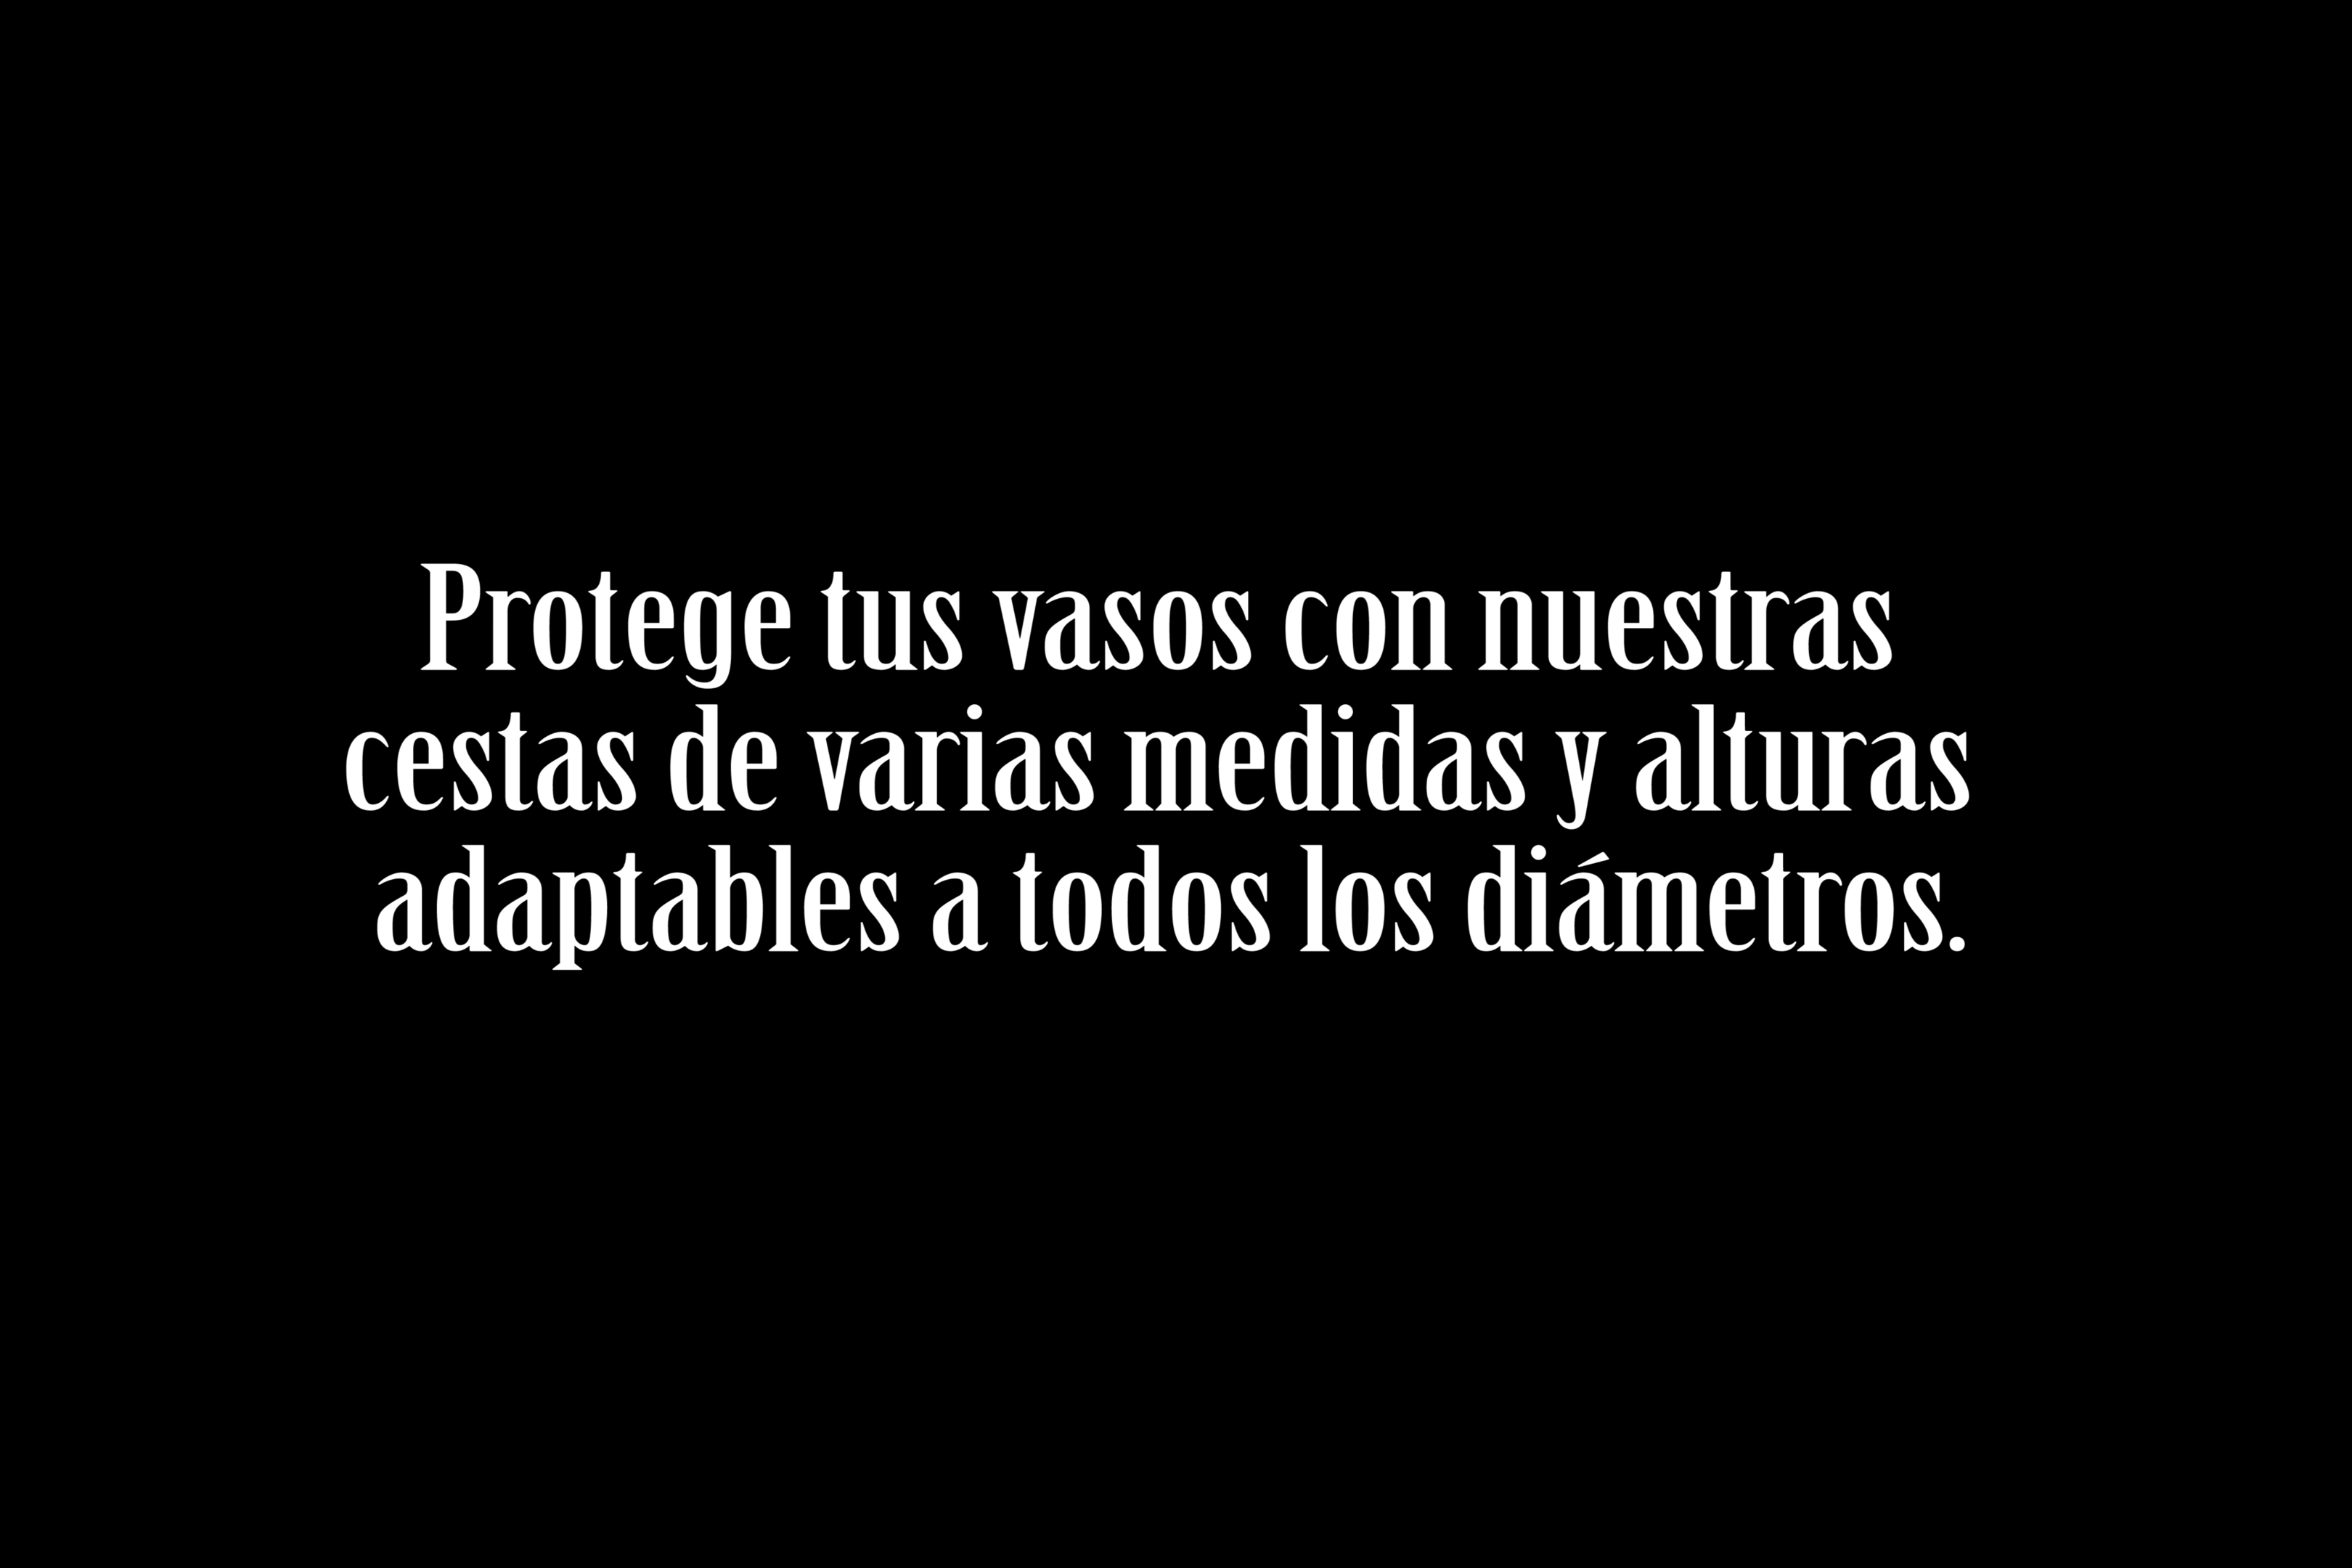 Protege tus vasos con nuestras
cestas de varias medidas y alturas
adaptables a todos los diámetros.